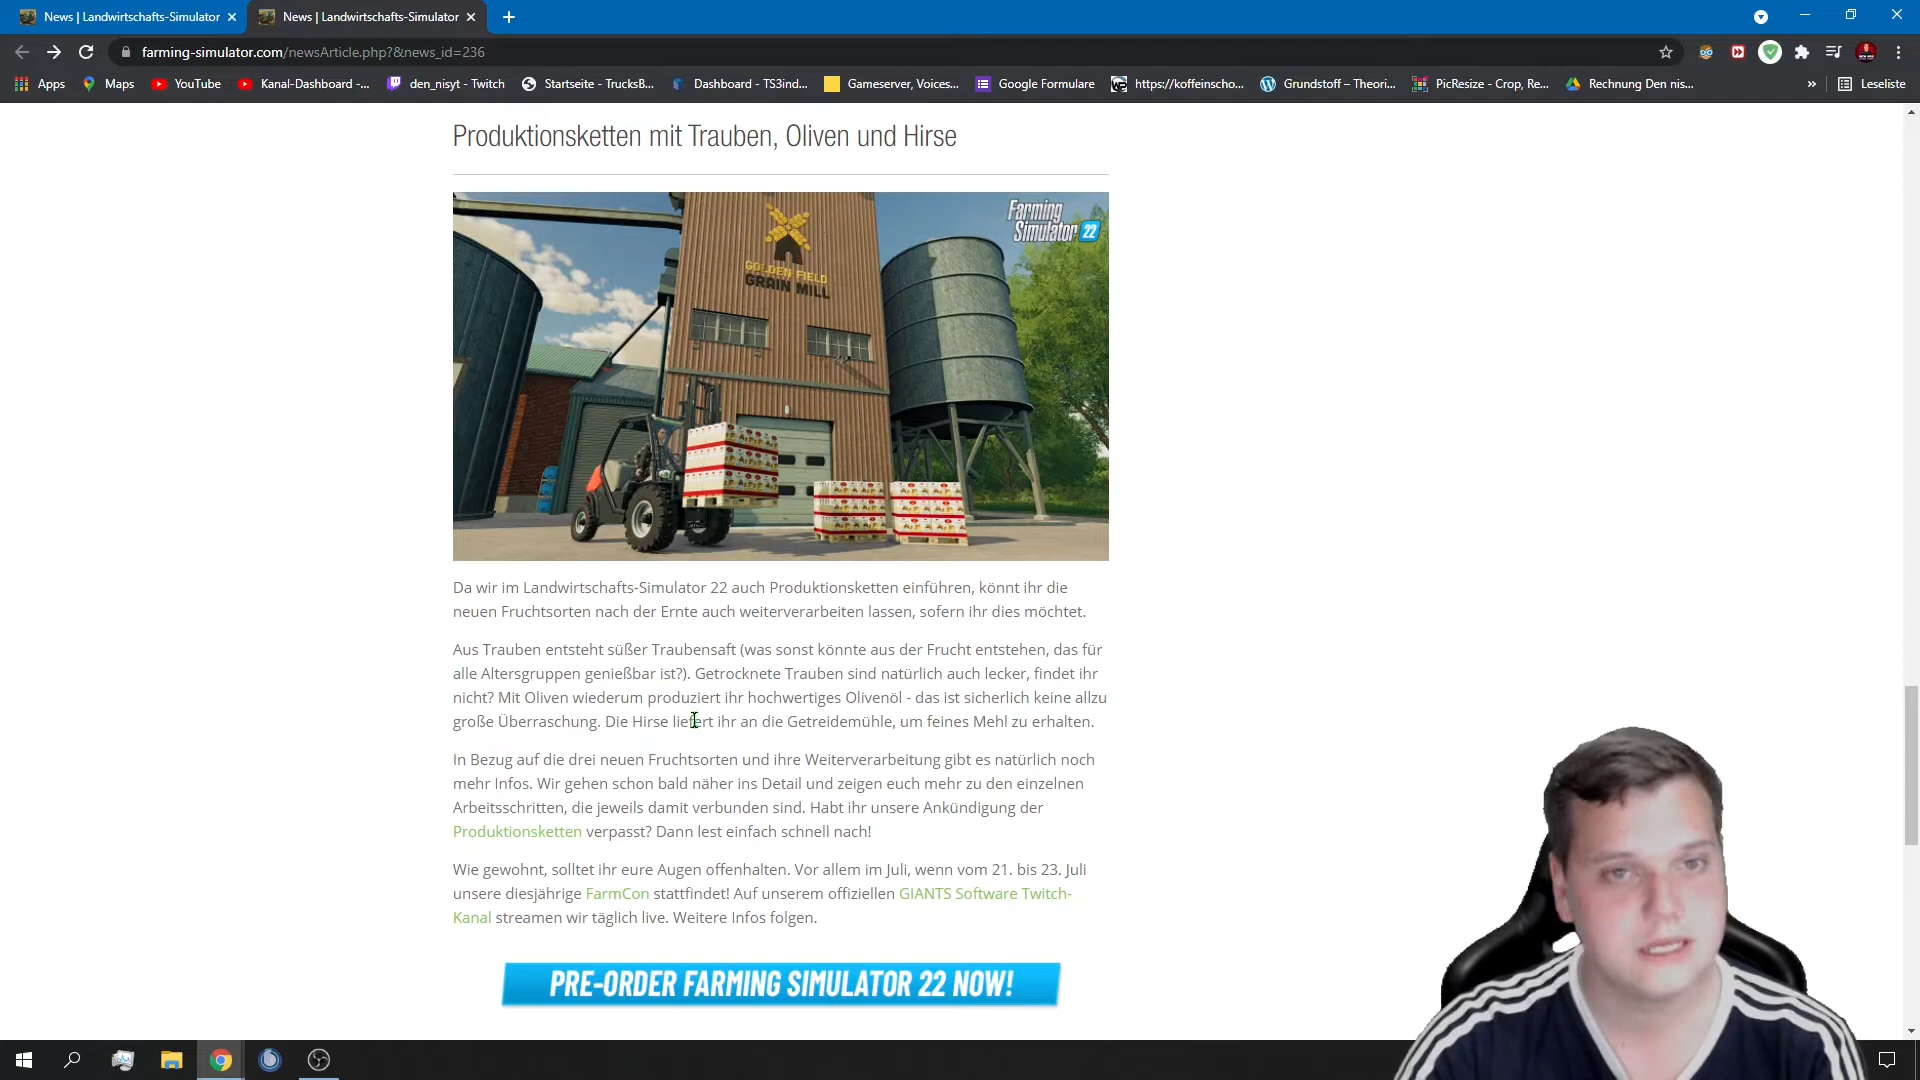 News | Landwirtschafts-Simulator
News | Landwirtschafts-Simulator
farming-simulator.com/newsArticle.php?&news_id=236
Apps
Maps
YouTube
Kanal-Dashboard -...
den_nisyt - Twitch
Startseite - TrucksB...
Dashboard - TS3ind...
Gameserver, Voices...
Google Formulare
https://koffeinscho...
Grundstoff – Theori...
PicResize - Crop, Re...
Rechnung Den nis...
»
Leseliste
Produktionsketten mit Trauben, Oliven und Hirse
Farming
Simulator 22
GOLDEN FIELD
GRAIN MILL
Da wir im Landwirtschafts-Simulator 22 auch Produktionsketten einführen, könnt ihr die
neuen Fruchtsorten nach der Ernte auch weiterverarbeiten lassen, sofern ihr dies möchtet.
Aus Trauben entsteht süßer Traubensaft (was sonst könnte aus der Frucht entstehen, das für
alle Altersgruppen genießbar ist?). Getrocknete Trauben sind natürlich auch lecker, findet ihr
nicht? Mit Oliven wiederum produziert ihr hochwertiges Olivenöl - das ist sicherlich keine allzu
große Überraschung. Die Hirse liefert ihr an die Getreidemühle, um feines Mehl zu erhalten.
In Bezug auf die drei neuen Fruchtsorten und ihre Weiterverarbeitung gibt es natürlich noch
mehr Infos. Wir gehen schon bald näher ins Detail und zeigen euch mehr zu den einzelnen
Arbeitsschritten, die jeweils damit verbunden sind. Habt ihr unsere Ankündigung der
Produktionsketten verpasst? Dann lest einfach schnell nach!
Wie gewohnt, solltet ihr eure Augen offenhalten. Vor allem im Juli, wenn vom 21. bis 23. Juli
unsere diesjährige FarmCon stattfindet! Auf unserem offiziellen GIANTS Software Twitch-
Kanal streamen wir täglich live. Weitere Infos folgen.
PRE-ORDER FARMING SIMULATOR 22 NOW!